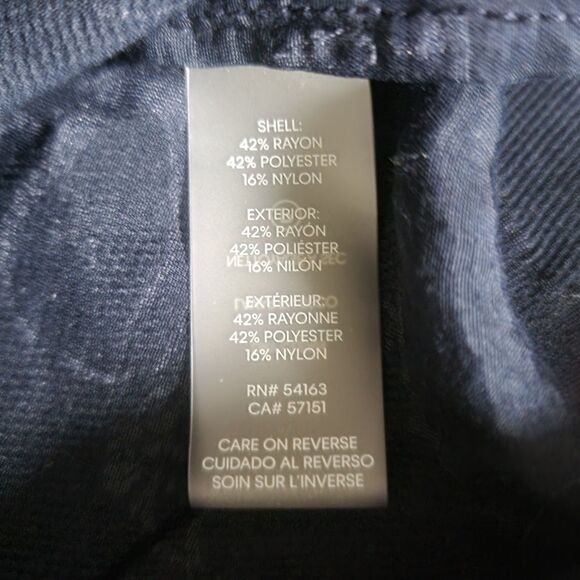 SHELL:
42% RAYON
42% POLYESTER
16% NYLON
EXTERIOR:
42% RAYÓN
42% POLIÉSTER
16% NILÓN
EXTÉRIEUR:
42% RAYONNE
42% POLYESTER
16% NYLON
RN# 54163
CA# 57151
CARE ON REVERSE
CUIDADO AL REVERSO
SOIN SUR L'INVERSE